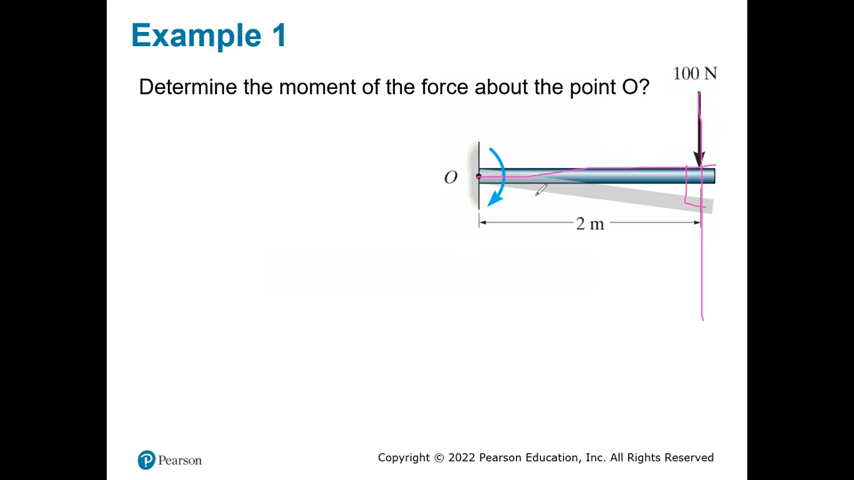 Example 1
Determine the moment of the force about the point O?
100 N
O
2 m
Pearson
Copyright © 2022 Pearson Education, Inc. All Rights Reserved